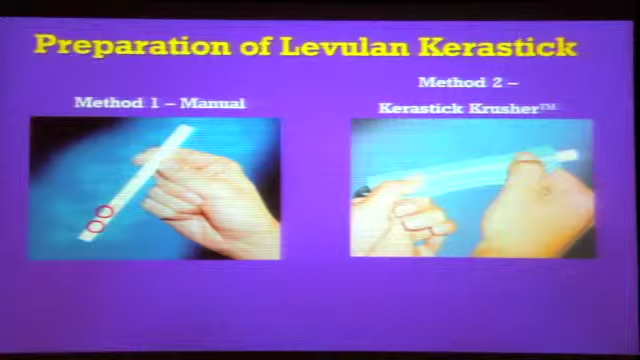 Preparation of Levulan Kerastick
Method 1 – Manual
Method 2 –
Kerastick Krusher™